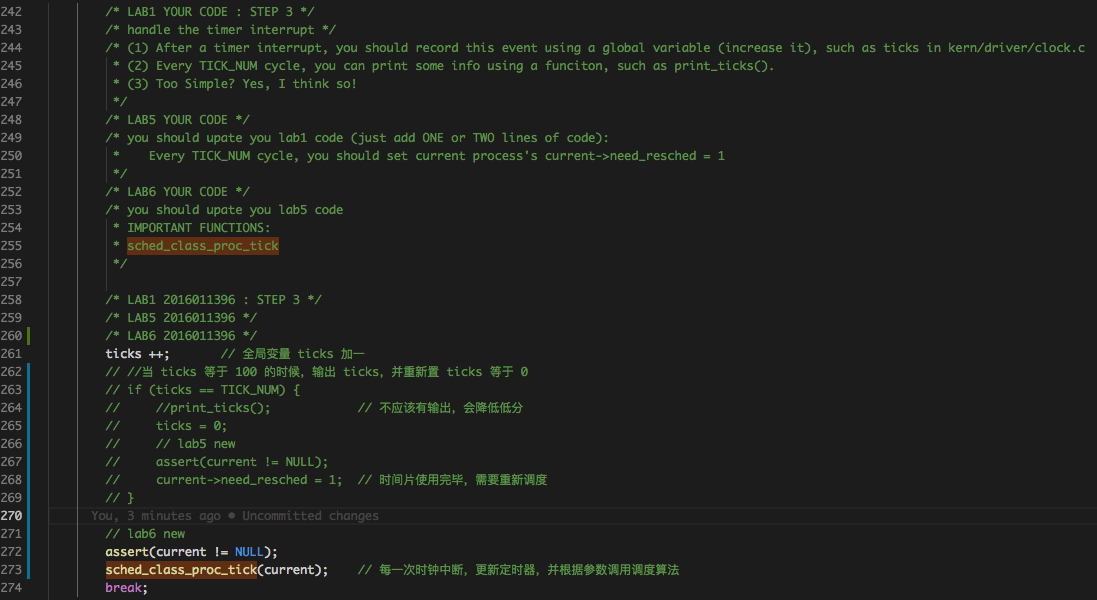 242 /* LAB1 YOUR CODE : STEP 3 */
243 /* handle the timer interrupt */
244 /* (1) After a timer interrupt, you should record this event using a global variable (increase it), such as ticks in kern/driver/clock.c
245  * (2) Every TICK_NUM cycle, you can print some info using a funciton, such as print_ticks().
246  * (3) Too Simple? Yes, I think so!
247  */
248 /* LAB5 YOUR CODE */
249 /* you should upate you lab1 code (just add ONE or TWO lines of code):
250  *    Every TICK_NUM cycle, you should set current process's current->need_resched = 1
251  */
252 /* LAB6 YOUR CODE */
253 /* you should upate you lab5 code
254  * IMPORTANT FUNCTIONS:
255  * sched_class_proc_tick
256  */
257
258 /* LAB1 2016011396 : STEP 3 */
259 /* LAB5 2016011396 */
260 /* LAB6 2016011396 */
261 ticks ++;       // 全局变量 ticks 加一
262 // //当 ticks 等于 100 的时候，输出 ticks，并重新置 ticks 等于 0
263 // if (ticks == TICK_NUM) {
264 //     //print_ticks();           // 不应该有输出，会降低低分
265 //     ticks = 0;
266 //     // lab5 new
267 //     assert(current != NULL);
268 //     current->need_resched = 1;  // 时间片使用完毕，需要重新调度
269 // }
270 You, 3 minutes ago • Uncommitted changes
271 // lab6 new
272 assert(current != NULL);
273 sched_class_proc_tick(current);    // 每一次时钟中断，更新定时器，并根据参数调用调度算法
274 break;